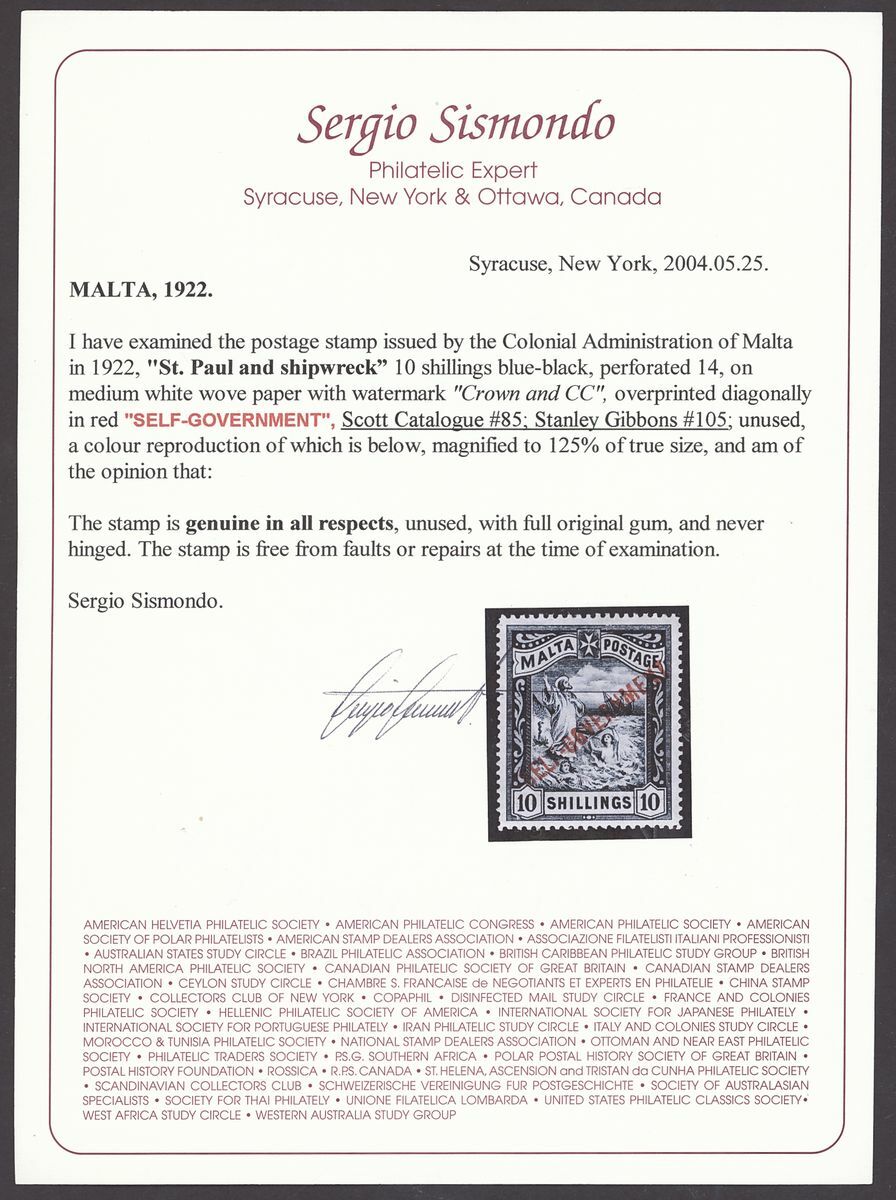 Sergio Sismondo
Philatelic Expert
Syracuse, New York & Ottawa, Canada
Syracuse, New York, 2004.05.25.
MALTA, 1922.
I have examined the postage stamp issued by the Colonial Administration of Malta
in 1922, "St. Paul and shipwreck” 10 shillings blue-black, perforated 14, on
medium white wove paper with watermark "Crown and CC", overprinted diagonally
in red "SELF-GOVERNMENT", Scott Catalogue #85; Stanley Gibbons #105; unused,
a colour reproduction of which is below, magnified to 125% of true size, and am of
the opinion that:
The stamp is genuine in all respects, unused, with full original gum, and never
hinged. The stamp is free from faults or repairs at the time of examination.
Sergio Sismondo.
MALTA POSTAGE
SELF-GOVERNMENT
10 SHILLINGS 10
AMERICAN HELVETIA PHILATELIC SOCIETY • AMERICAN PHILATELIC CONGRESS • AMERICAN PHILATELIC SOCIETY • AMERICAN
SOCIETY OF POLAR PHILATELISTS • AMERICAN STAMP DEALERS ASSOCIATION • ASSOCIAZIONE FILATELISTI ITALIANI PROFESSIONISTI
• AUSTRALIAN STATES STUDY CIRCLE • BRAZIL PHILATELIC ASSOCIATION • BRITISH CARIBBEAN PHILATELIC STUDY GROUP • BRITISH
NORTH AMERICA PHILATELIC SOCIETY • CANADIAN PHILATELIC SOCIETY OF GREAT BRITAIN • CANADIAN STAMP DEALERS
ASSOCIATION • CEYLON STUDY CIRCLE • CHAMBRE S. FRANCAISE de NEGOTIANTS ET EXPERTS EN PHILATELIE • CHINA STAMP
SOCIETY • COLLECTORS CLUB OF NEW YORK • COPAPHIL • DISINFECTED MAIL STUDY CIRCLE • FRANCE AND COLONIES
PHILATELIC SOCIETY • HELLENIC PHILATELIC SOCIETY OF AMERICA • INTERNATIONAL SOCIETY FOR JAPANESE PHILATELY •
INTERNATIONAL SOCIETY FOR PORTUGUESE PHILATELY • IRAN PHILATELIC STUDY CIRCLE • ITALY AND COLONIES STUDY CIRCLE •
MOROCCO & TUNISIA PHILATELIC SOCIETY • NATIONAL STAMP DEALERS ASSOCIATION • OTTOMAN AND NEAR EAST PHILATELIC
SOCIETY • PHILATELIC TRADERS SOCIETY • P.S.G. SOUTHERN AFRICA • POLAR POSTAL HISTORY SOCIETY OF GREAT BRITAIN •
POSTAL HISTORY FOUNDATION • ROSSICA • R.P.S. CANADA • ST. HELENA, ASCENSION and TRISTAN da CUNHA PHILATELIC SOCIETY
• SCANDINAVIAN COLLECTORS CLUB • SCHWEIZERISCHE VEREINIGUNG FUR POSTGESCHICHTE • SOCIETY OF AUSTRALASIAN
SPECIALISTS • SOCIETY FOR THAI PHILATELY • UNIONE FILATELICA LOMBARDA • UNITED STATES PHILATELIC CLASSICS SOCIETY•
WEST AFRICA STUDY CIRCLE • WESTERN AUSTRALIA STUDY GROUP